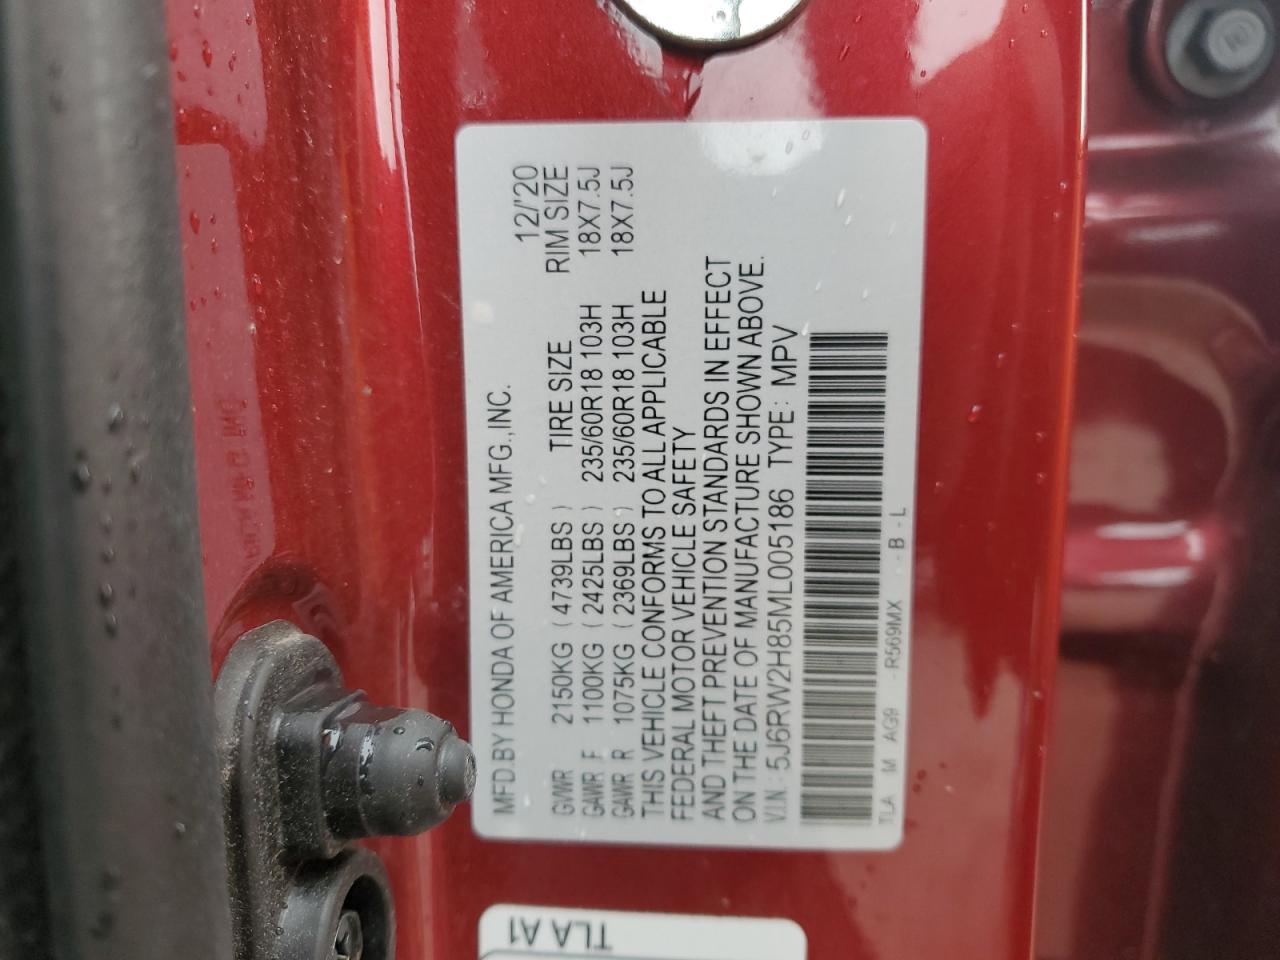 MFD. BY HONDA OF AMERICA MFG., INC. 12/'20
GVWR 2150KG ( 4739LBS ) TIRE SIZE RIM SIZE
GAWR F 1100KG ( 2425LBS ) 235/60R18 103H 18X7.5J
GAWR R 1075KG ( 2369LBS ) 235/60R18 103H 18X7.5J
THIS VEHICLE CONFORMS TO ALL APPLICABLE
FEDERAL MOTOR VEHICLE SAFETY
AND THEFT PREVENTION STANDARDS IN EFFECT
ON THE DATE OF MANUFACTURE SHOWN ABOVE.
V.I.N: 5J6RW2H85ML005186 TYPE: MPV
TLA M AG9 -R569MX -B-L
TLA A1